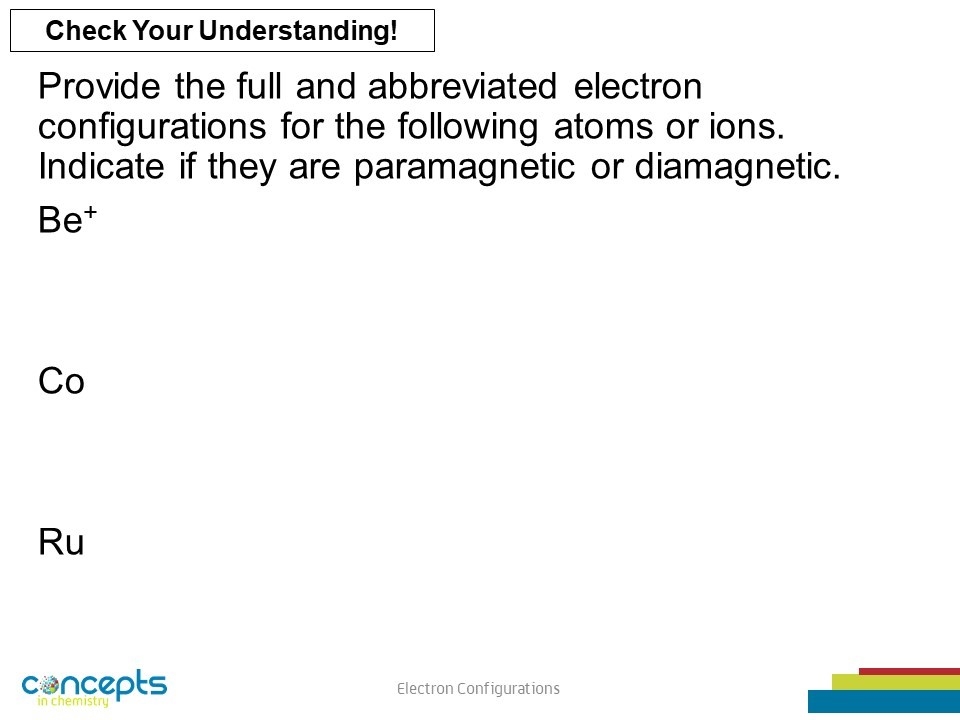 Check Your Understanding!
Provide the full and abbreviated electron
configurations for the following atoms or ions.
Indicate if they are paramagnetic or diamagnetic.
Be⁺
Co
Ru
concepts
in chemistry
Electron Configurations